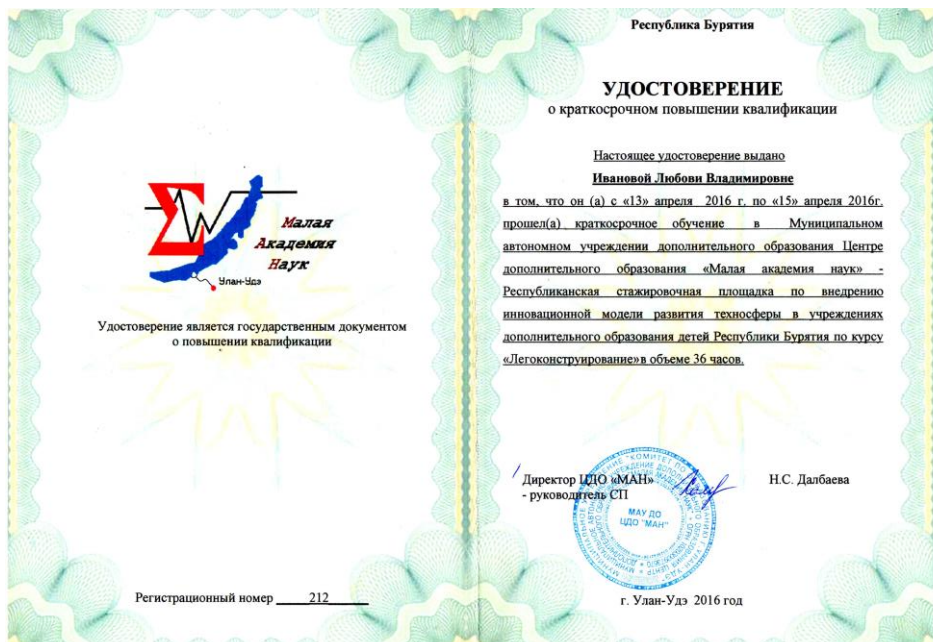 Малая
Академия
Наук
Улан-Удэ
Удостоверение является государственным документом
о повышении квалификации
Регистрационный номер 212
Республика Бурятия
УДОСТОВЕРЕНИЕ
о краткосрочном повышении квалификации
Настоящее удостоверение выдано
Ивановой Любови Владимировне
в том, что он (а) с «13» апреля 2016 г. по «15» апреля 2016г.
прошел(а) краткосрочное обучение в Муниципальном
автономном учреждении дополнительного образования Центре
дополнительного образования «Малая академия наук» -
Республиканская стажировочная площадка по внедрению
инновационной модели развития техносферы в учреждениях
дополнительного образования детей Республики Бурятия по курсу
«Легоконструирование»в объеме 36 часов.
Директор ЦДО «МАН» Н.С. Далбаева
- руководитель СП
МАУ ДО
ЦДО "МАН"
г. Улан-Удэ 2016 год